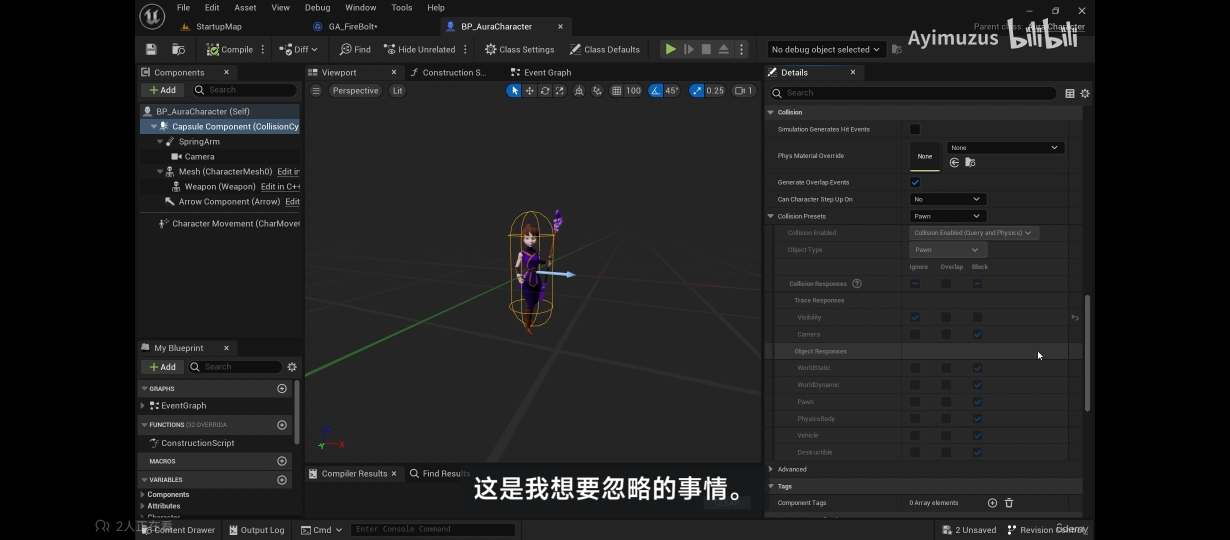 File Edit Asset View Debug Window Tools Help
StartupMap GA_FireBolt* BP_AuraCharacter
Parent class: Aura Character
Ayimuzus bilibili
Compile Diff Find Hide Unrelated Class Settings Class Defaults No debug object selected
Components
Add Search
BP_AuraCharacter (Self)
Capsule Component (CollisionCy
SpringArm
Camera
Mesh (CharacterMesh0) Edit in
Weapon (Weapon) Edit in C++
Arrow Component (Arrow) Edit
Character Movement (CharMove
My Blueprint
Add Search
GRAPHS
EventGraph
FUNCTIONS (32 OVERRIDA
ConstructionScript
MACROS
VARIABLES
Components
Attributes
Viewport Construction S... Event Graph
Perspective Lit 100 45° 0.25 1
Z
Y X
Compiler Results Find Results
Details
Search
Collision
Simulation Generates Hit Events
Phys Material Override None None
Generate Overlap Events
Can Character Step Up On No
Collision Presets Pawn
Collision Enabled Collision Enabled (Query and Physics)
Object Type Pawn
Ignore Overlap Block
Collision Responses ?
Trace Responses
Visibility
Camera
Object Responses
WorldStatic
WorldDynamic
Pawn
PhysicsBody
Vehicle
Destructible
Advanced
Tags
Component Tags 0 Array elements
这是我想要忽略的事情。
2人正在看
Content Drawer Output Log Cmd Enter Console Command 2 Unsaved Revision Control
Udemy